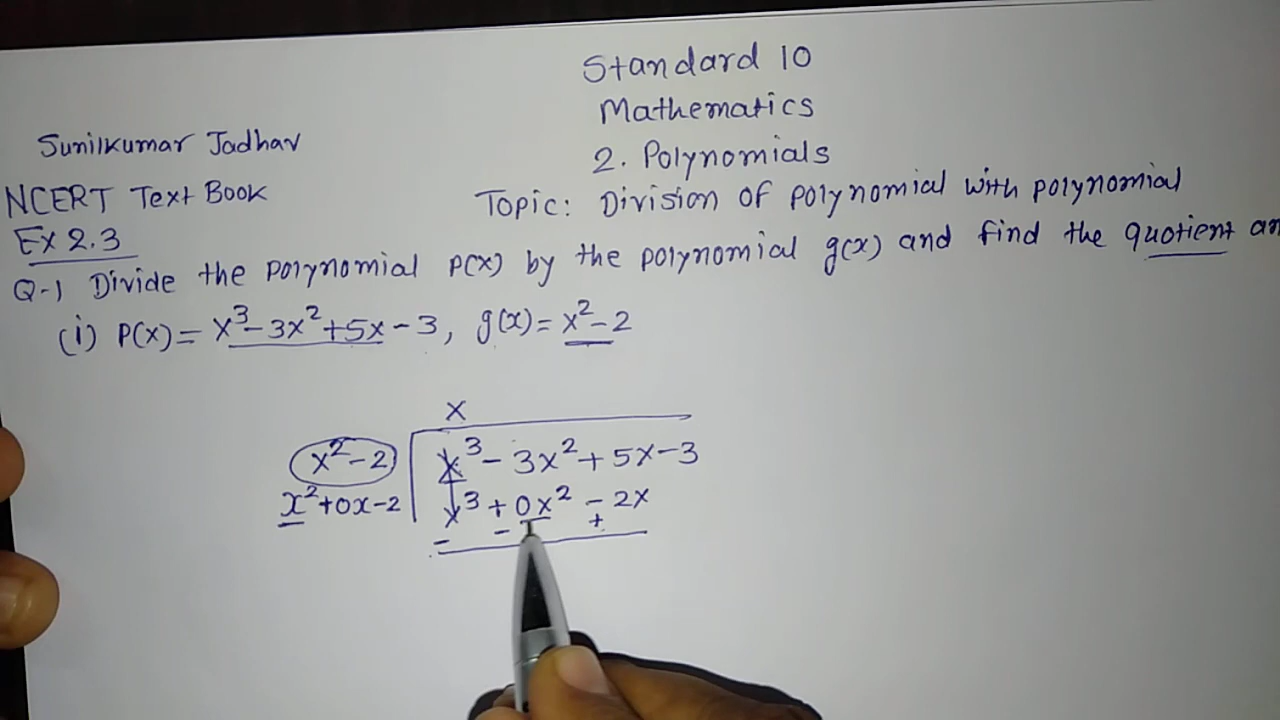 Standard 10
Mathematics
Sunilkumar Jadhav
2. Polynomials
NCERT Text Book
Topic: Division of polynomial with polynomial
Ex 2.3
Q-1 Divide the polynomial P(x) by the polynomial g(x) and find the quotient an
(i) P(x) = x³ - 3x² + 5x - 3, g(x) = x² - 2
x
x² - 2 x³ - 3x² + 5x - 3
x² + 0x - 2 x³ + 0x² - 2x
- - +